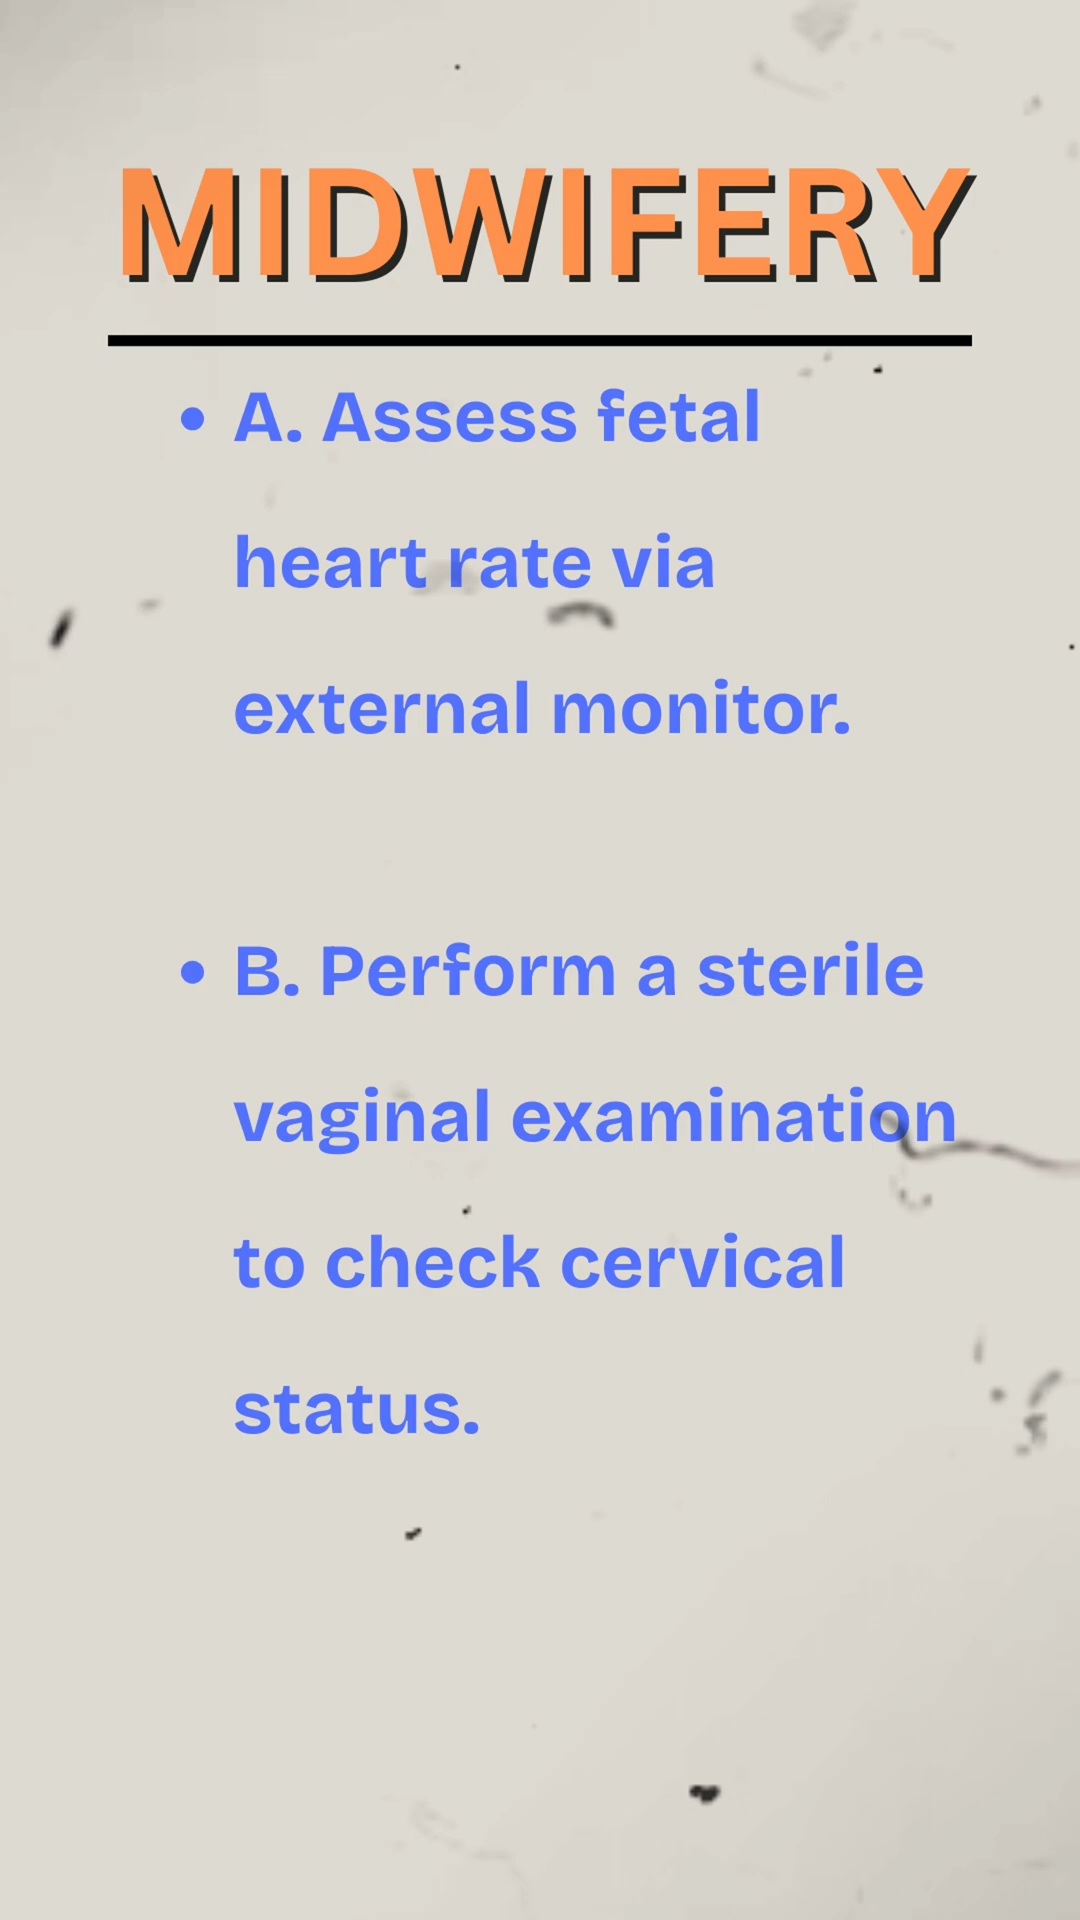 MIDWIFERY
• A. Assess fetal
heart rate via
external monitor.
• B. Perform a sterile
vaginal examination
to check cervical
status.